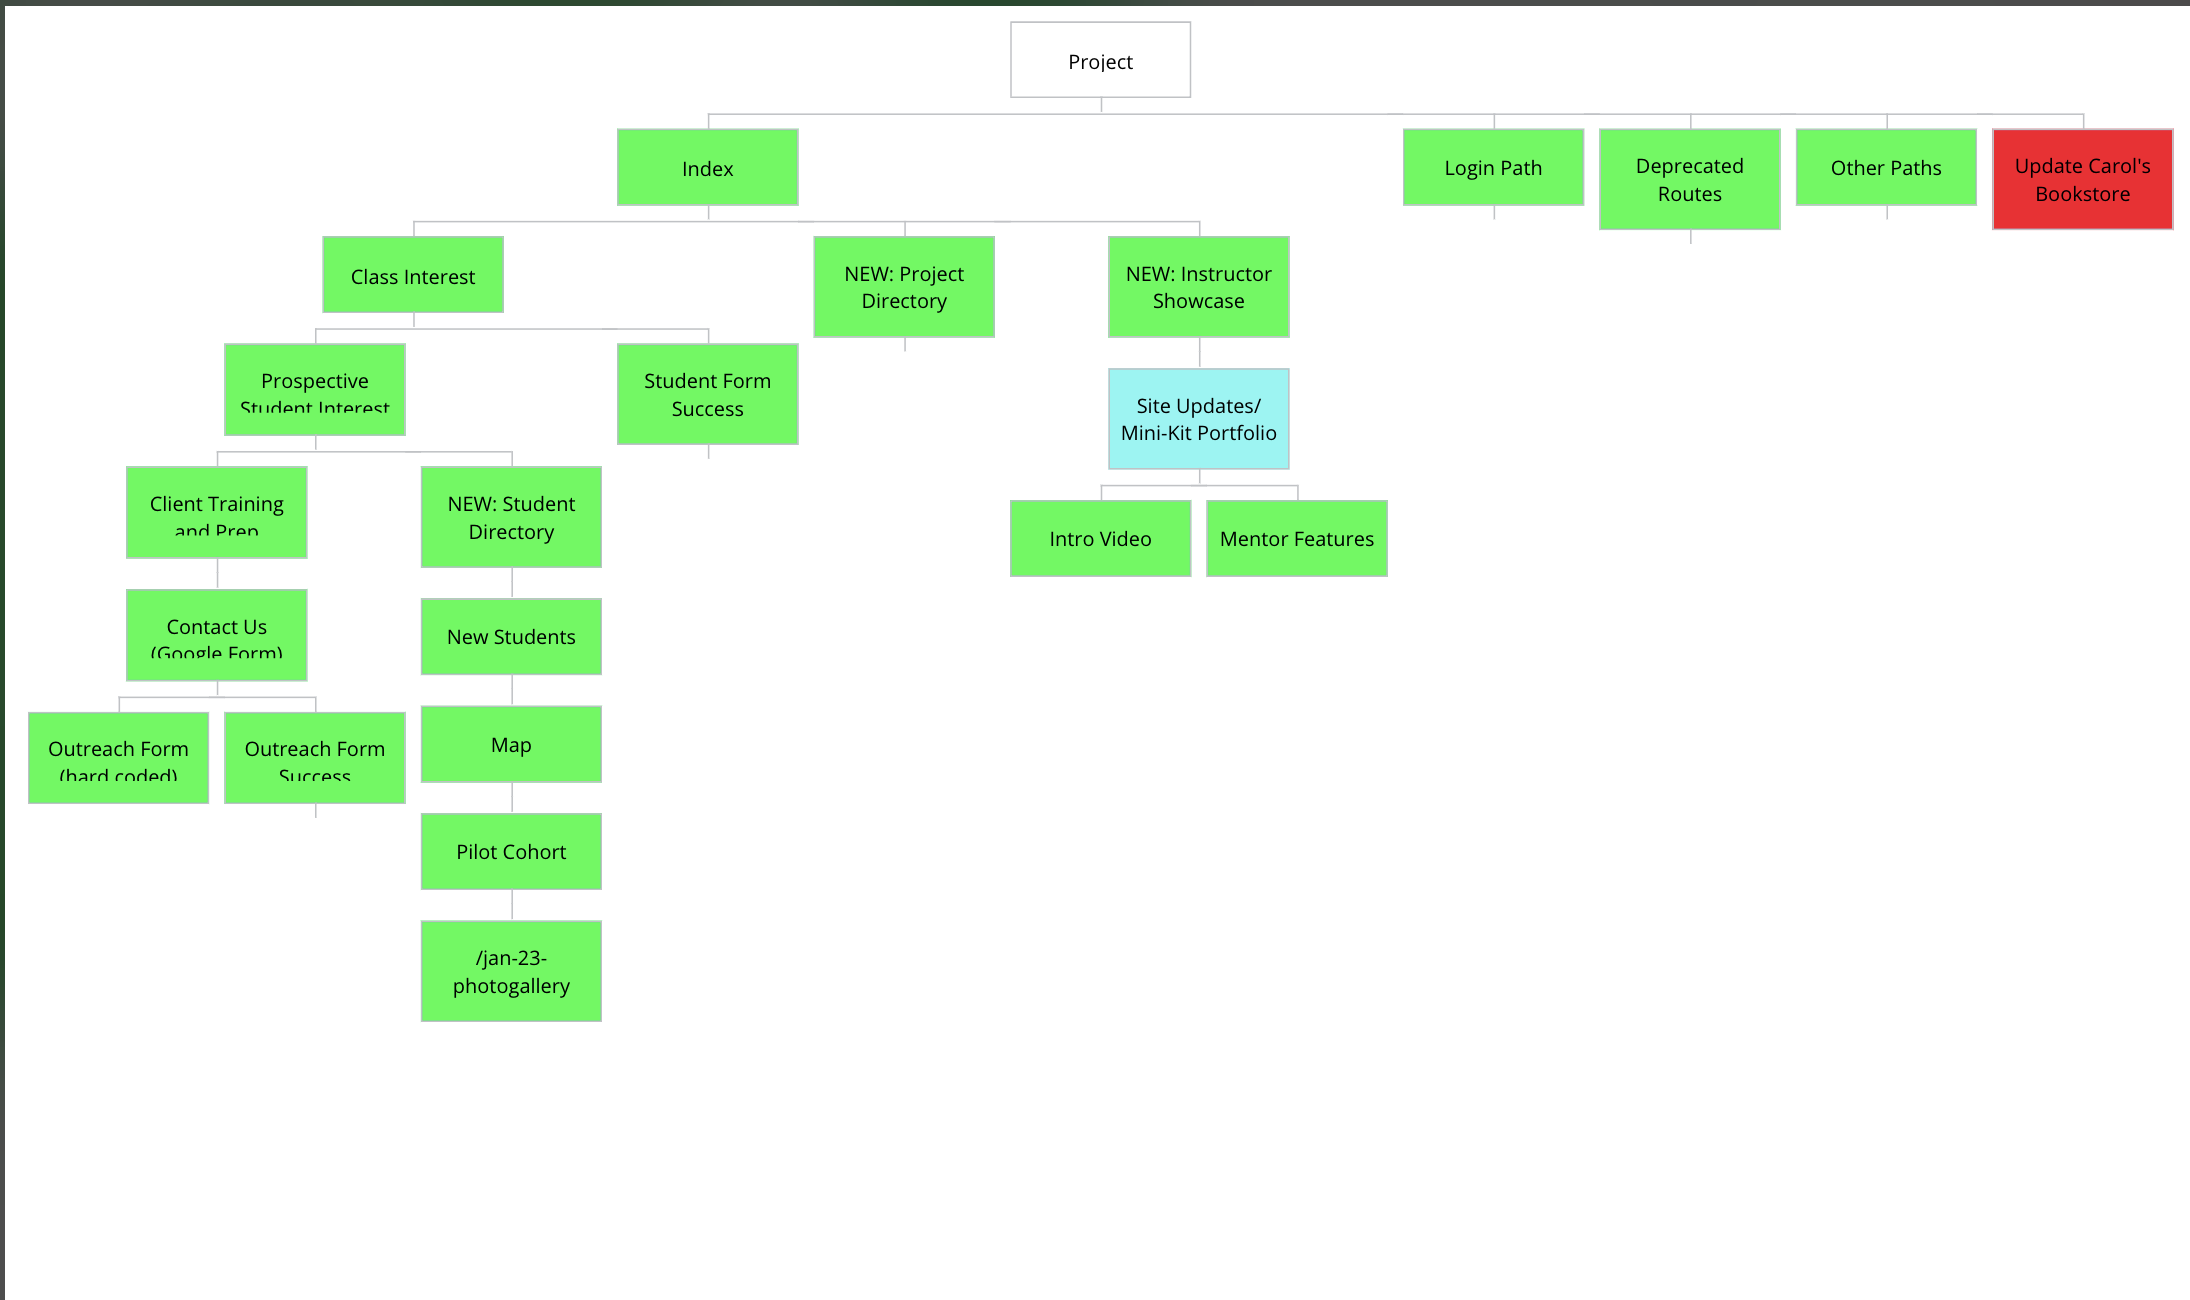 Project
Index
Login Path
Deprecated
Routes
Other Paths
Update Carol's
Bookstore
Class Interest
NEW: Project
Directory
NEW: Instructor
Showcase
Prospective
Student Interest
Student Form
Success
Site Updates/
Mini-Kit Portfolio
Client Training
and Prep
NEW: Student
Directory
Intro Video
Mentor Features
Contact Us
(Google Form)
New Students
Outreach Form
(hard coded)
Outreach Form
Success
Map
Pilot Cohort
/jan-23-
photogallery